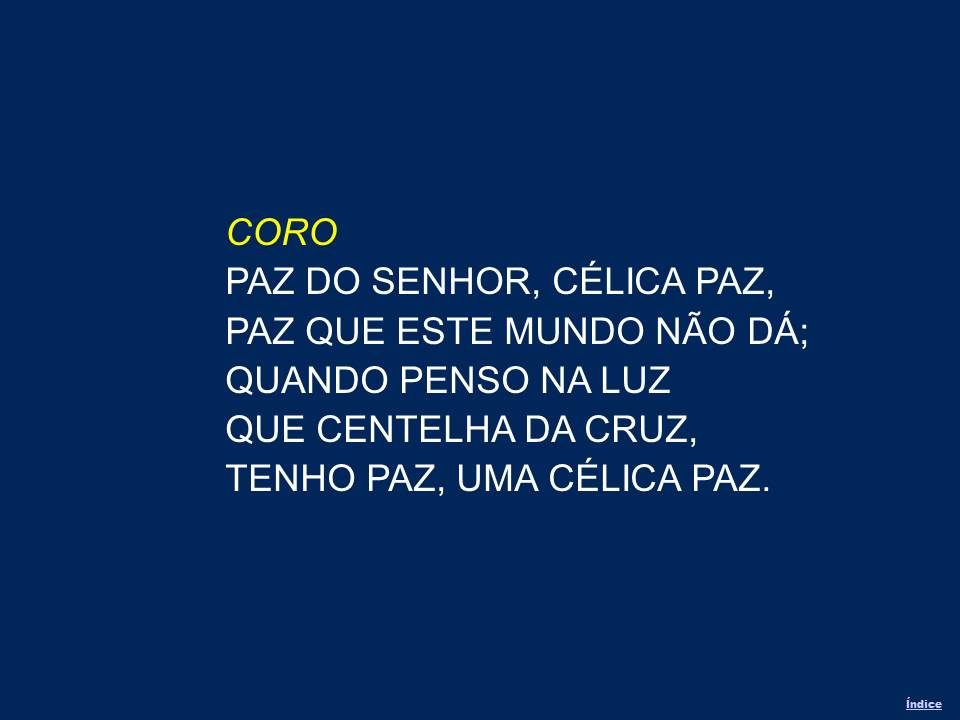 CORO
PAZ DO SENHOR, CÉLICA PAZ,
PAZ QUE ESTE MUNDO NÃO DÁ;
QUANDO PENSO NA LUZ
QUE CENTELHA DA CRUZ,
TENHO PAZ, UMA CÉLICA PAZ.
Índice